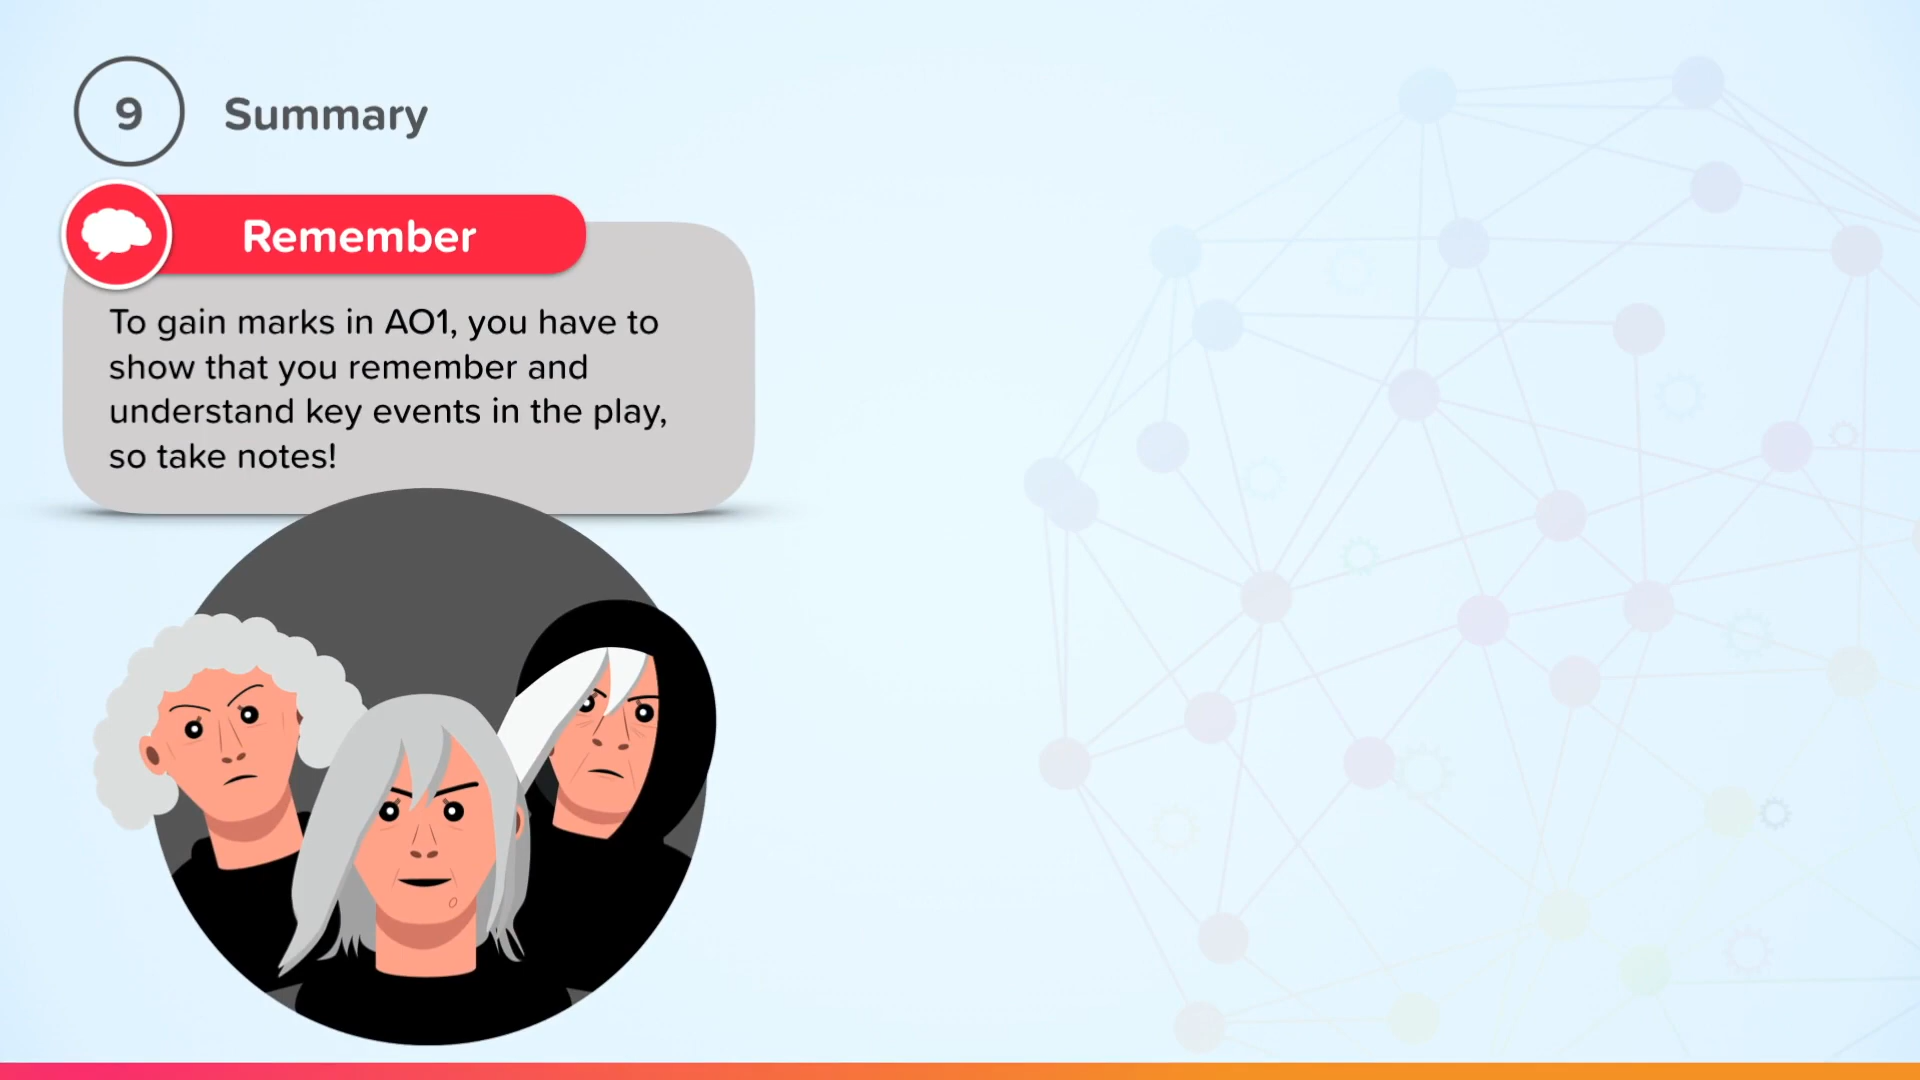 9
Summary
Remember
To gain marks in AO1, you have to
show that you remember and
understand key events in the play,
so take notes!